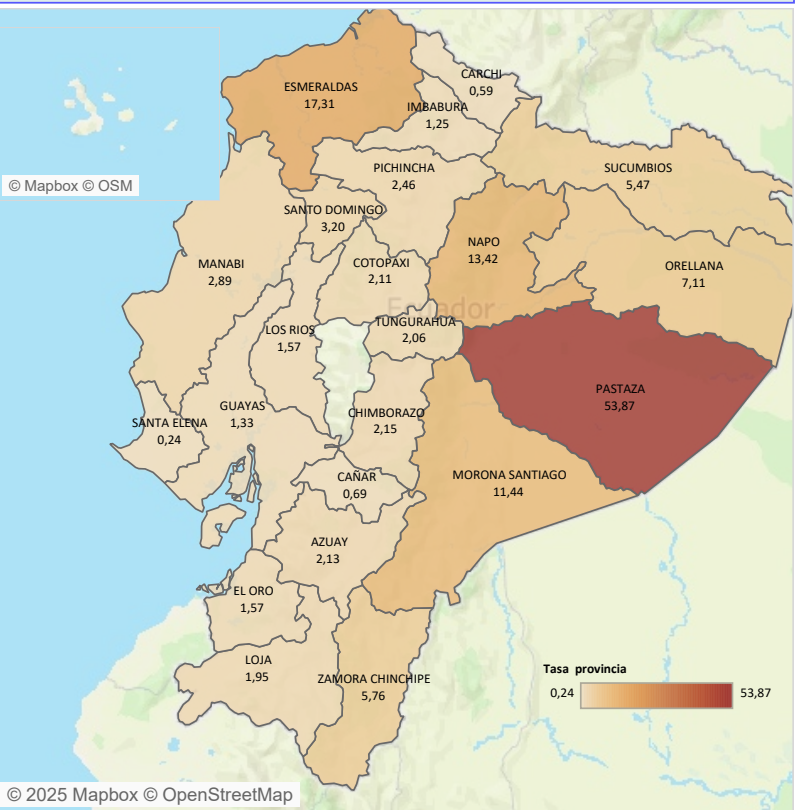 CARCHI
0,59
ESMERALDAS
17,31
IMBABURA
1,25
PICHINCHA
2,46
SUCUMBIOS
5,47
© Mapbox © OSM
SANTO DOMINGO
3,20
NAPO
13,42
MANABI
2,89
COTOPAXI
2,11
ORELLANA
7,11
Ecuador
LOS RIOS
1,57
TUNGURAHUA
2,06
PASTAZA
53,87
GUAYAS
1,33
CHIMBORAZO
2,15
SANTA ELENA
0,24
CAÑAR
0,69
MORONA SANTIAGO
11,44
AZUAY
2,13
EL ORO
1,57
LOJA
1,95
ZAMORA CHINCHIPE
5,76
Tasa provincia
0,24
53,87
© 2025 Mapbox © OpenStreetMap